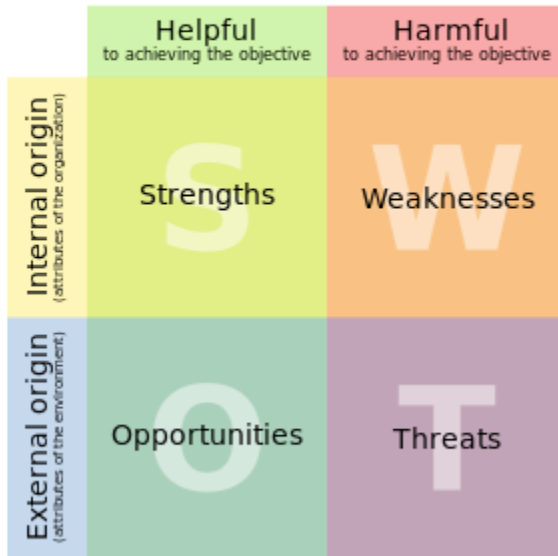 Helpful
to achieving the objective
Harmful
to achieving the objective
Internal origin
(attributes of the organization)
S
Strengths
W
Weaknesses
External origin
(attributes of the environment)
O
Opportunities
T
Threats